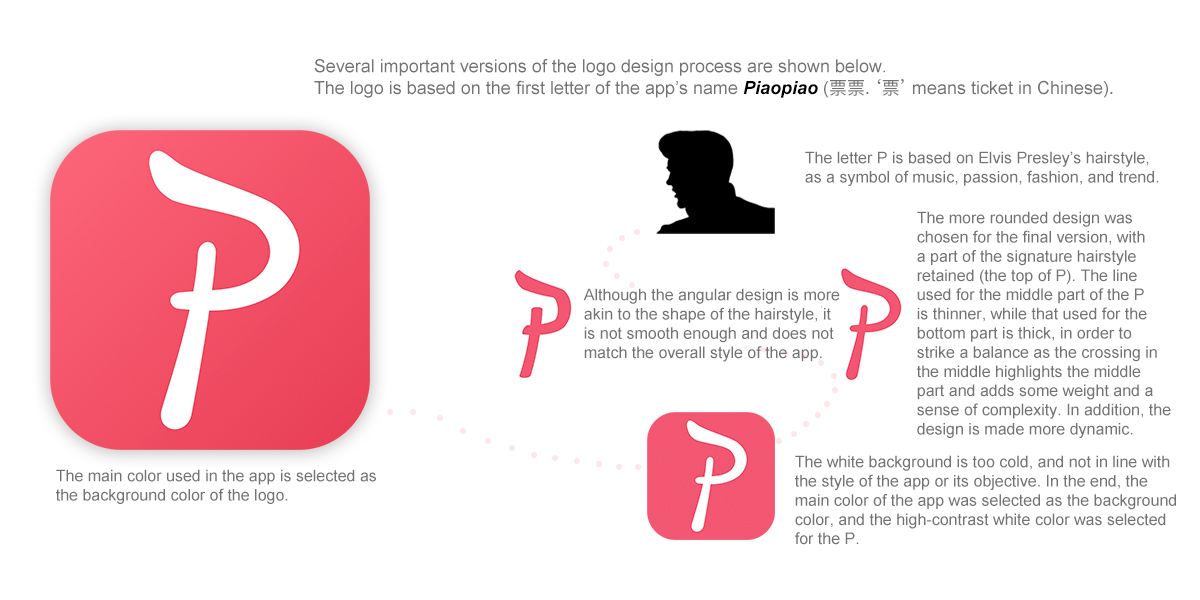 Several important versions of the logo design process are shown below.
The logo is based on the first letter of the app's name Piaopiao (票票. ‘票’ means ticket in Chinese).
P
The main color used in the app is selected as
the background color of the logo.
The letter P is based on Elvis Presley's hairstyle,
as a symbol of music, passion, fashion, and trend.
P
Although the angular design is more
akin to the shape of the hairstyle, it
is not smooth enough and does not
match the overall style of the app.
P
The more rounded design was
chosen for the final version, with
a part of the signature hairstyle
retained (the top of P). The line
used for the middle part of the P
is thinner, while that used for the
bottom part is thick, in order to
strike a balance as the crossing in
the middle highlights the middle
part and adds some weight and a
sense of complexity. In addition, the
design is made more dynamic.
P
The white background is too cold, and not in line with
the style of the app or its objective. In the end, the
main color of the app was selected as the background
color, and the high-contrast white color was selected
for the P.